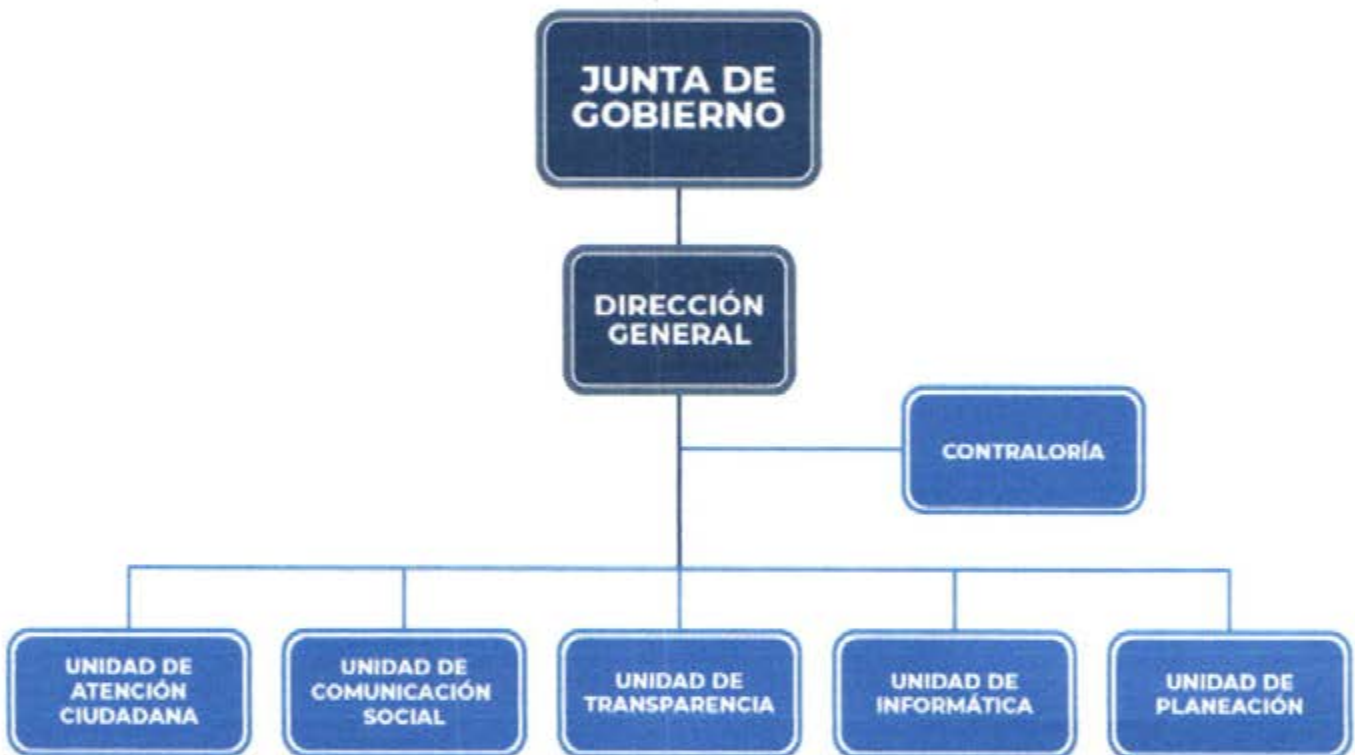 JUNTA DE
GOBIERNO
DIRECCIÓN
GENERAL
CONTRALORÍA
UNIDAD DE
ATENCIÓN
CIUDADANA
UNIDAD DE
COMUNICACIÓN
SOCIAL
UNIDAD DE
TRANSPARENCIA
UNIDAD DE
INFORMÁTICA
UNIDAD DE
PLANEACIÓN